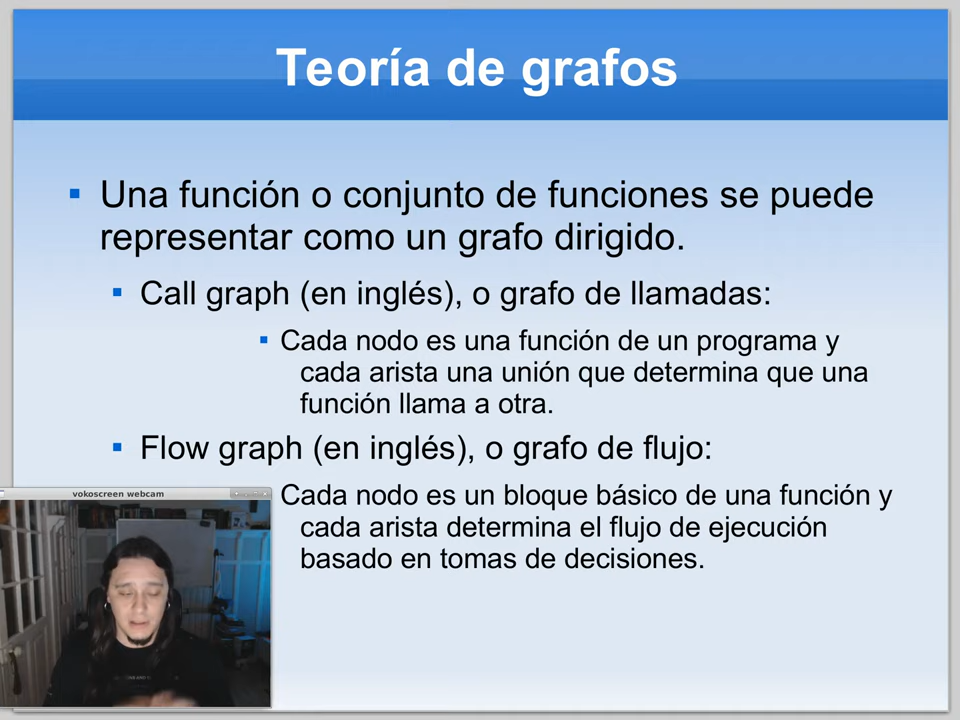 Teoría de grafos
Una función o conjunto de funciones se puede
representar como un grafo dirigido.
Call graph (en inglés), o grafo de llamadas:
Cada nodo es una función de un programa y
cada arista una unión que determina que una
función llama a otra.
Flow graph (en inglés), o grafo de flujo:
Cada nodo es un bloque básico de una función y
cada arista determina el flujo de ejecución
basado en tomas de decisiones.
vokoscreen webcam